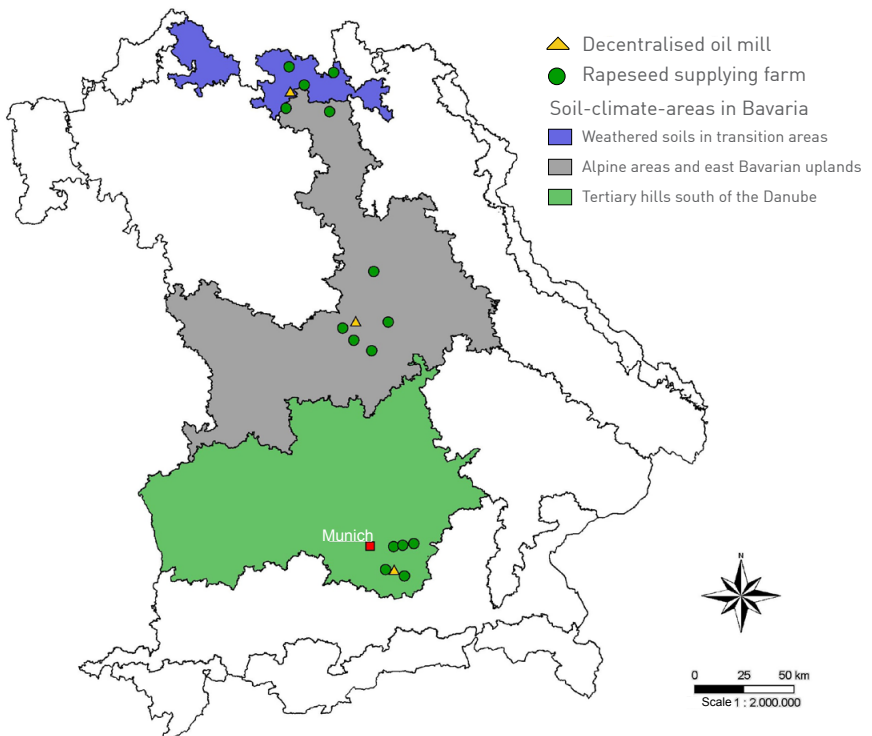 Decentralised oil mill
Rapeseed supplying farm
Soil-climate-areas in Bavaria
Weathered soils in transition areas
Alpine areas and east Bavarian uplands
Tertiary hills south of the Danube
Munich
N
0 25 50 km
Scale 1 : 2.000.000